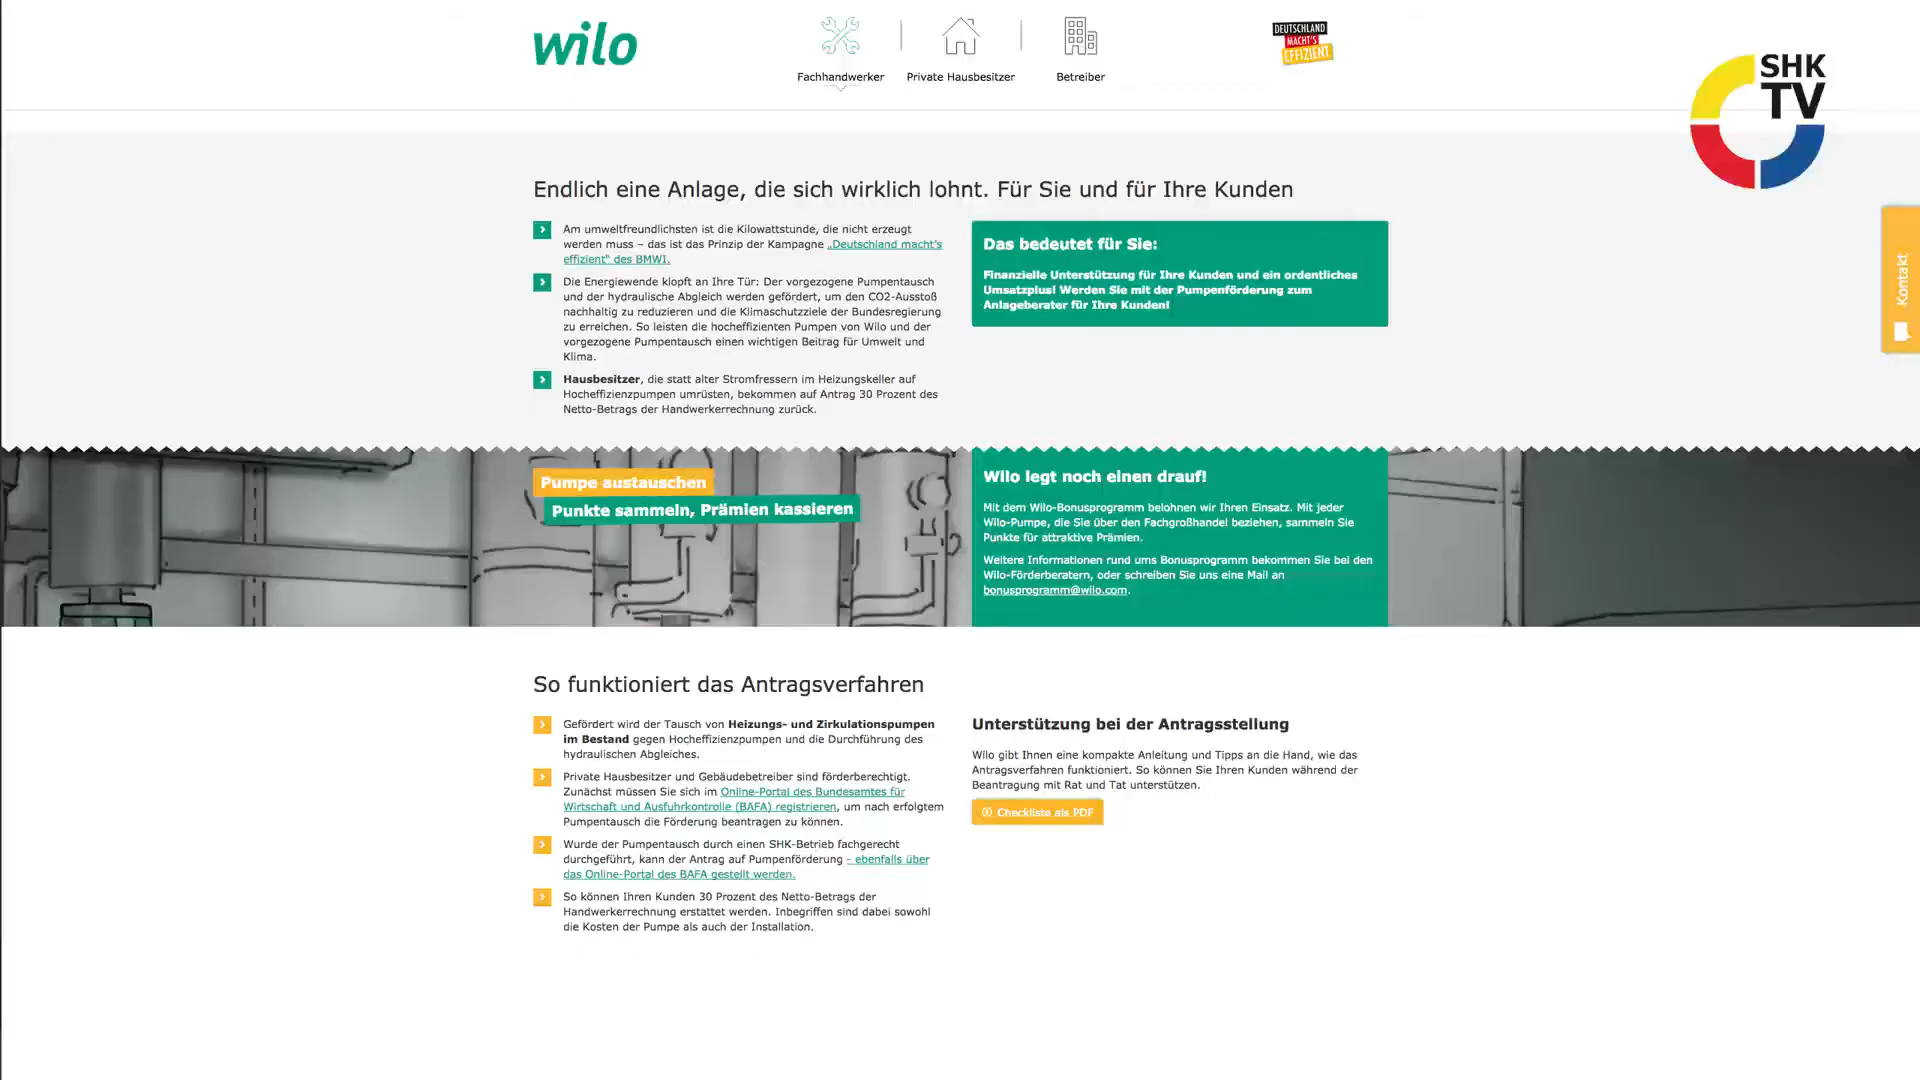 wilo
Fachhandwerker
Private Hausbesitzer
Betreiber
DEUTSCHLAND
MACHT'S
EFFIZIENT
SHK
TV
Kontakt
Endlich eine Anlage, die sich wirklich lohnt. Für Sie und für Ihre Kunden
Am umweltfreundlichsten ist die Kilowattstunde, die nicht erzeugt
werden muss – das ist das Prinzip der Kampagne „Deutschland macht’s
effizient“ des BMWI.
Die Energiewende klopft an Ihre Tür: Der vorgezogene Pumpentausch
und der hydraulische Abgleich werden gefördert, um den CO2-Ausstoß
nachhaltig zu reduzieren und die Klimaschutzziele der Bundesregierung
zu erreichen. So leisten die hocheffizienten Pumpen von Wilo und der
vorgezogene Pumpentausch einen wichtigen Beitrag für Umwelt und
Klima.
Hausbesitzer, die statt alter Stromfressern im Heizungskeller auf
Hocheffizienzpumpen umrüsten, bekommen auf Antrag 30 Prozent des
Netto-Betrags der Handwerkerrechnung zurück.
Das bedeutet für Sie:
Finanzielle Unterstützung für Ihre Kunden und ein ordentliches
Umsatzplus! Werden Sie mit der Pumpenförderung zum
Anlageberater für Ihre Kunden!
Pumpe austauschen
Punkte sammeln, Prämien kassieren
Wilo legt noch einen drauf!
Mit dem Wilo-Bonusprogramm belohnen wir Ihren Einsatz. Mit jeder
Wilo-Pumpe, die Sie über den Fachgroßhandel beziehen, sammeln Sie
Punkte für attraktive Prämien.
Weitere Informationen rund ums Bonusprogramm bekommen Sie bei den
Wilo-Förderberatern, oder schreiben Sie uns eine Mail an
bonusprogramm@wilo.com.
So funktioniert das Antragsverfahren
Gefördert wird der Tausch von Heizungs- und Zirkulationspumpen
im Bestand gegen Hocheffizienzpumpen und die Durchführung des
hydraulischen Abgleiches.
Private Hausbesitzer und Gebäudebetreiber sind förderberechtigt.
Zunächst müssen Sie sich im Online-Portal des Bundesamtes für
Wirtschaft und Ausfuhrkontrolle (BAFA) registrieren, um nach erfolgtem
Pumpentausch die Förderung beantragen zu können.
Wurde der Pumpentausch durch einen SHK-Betrieb fachgerecht
durchgeführt, kann der Antrag auf Pumpenförderung - ebenfalls über
das Online-Portal des BAFA gestellt werden.
So können Ihren Kunden 30 Prozent des Netto-Betrags der
Handwerkerrechnung erstattet werden. Inbegriffen sind dabei sowohl
die Kosten der Pumpe als auch der Installation.
Unterstützung bei der Antragsstellung
Wilo gibt Ihnen eine kompakte Anleitung und Tipps an die Hand, wie das
Antragsverfahren funktioniert. So können Sie Ihren Kunden während der
Beantragung mit Rat und Tat unterstützen.
Checkliste als PDF